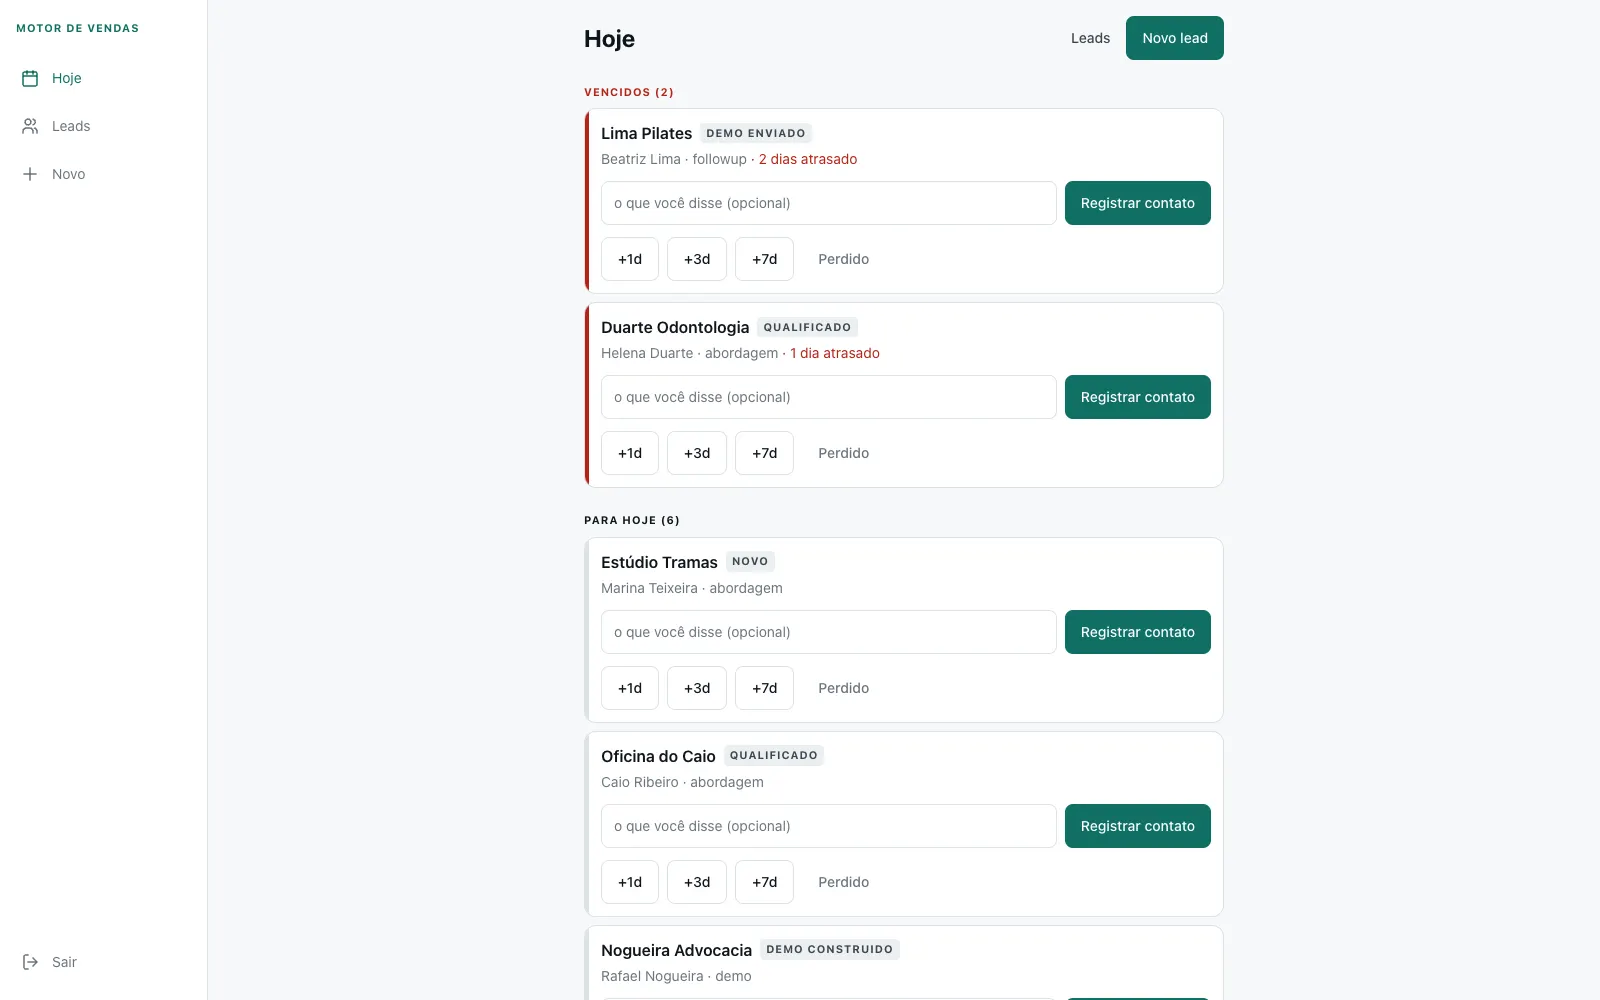 MOTOR DE VENDAS
Hoje
Leads
Novo
Sair
Hoje
Leads
Novo lead
VENCIDOS (2)
Lima Pilates DEMO ENVIADO
Beatriz Lima · followup · 2 dias atrasado
o que você disse (opcional) Registrar contato
+1d +3d +7d Perdido
Duarte Odontologia QUALIFICADO
Helena Duarte · abordagem · 1 dia atrasado
o que você disse (opcional) Registrar contato
+1d +3d +7d Perdido
PARA HOJE (6)
Estúdio Tramas NOVO
Marina Teixeira · abordagem
o que você disse (opcional) Registrar contato
+1d +3d +7d Perdido
Oficina do Caio QUALIFICADO
Caio Ribeiro · abordagem
o que você disse (opcional) Registrar contato
+1d +3d +7d Perdido
Nogueira Advocacia DEMO CONSTRUIDO
Rafael Nogueira · demo